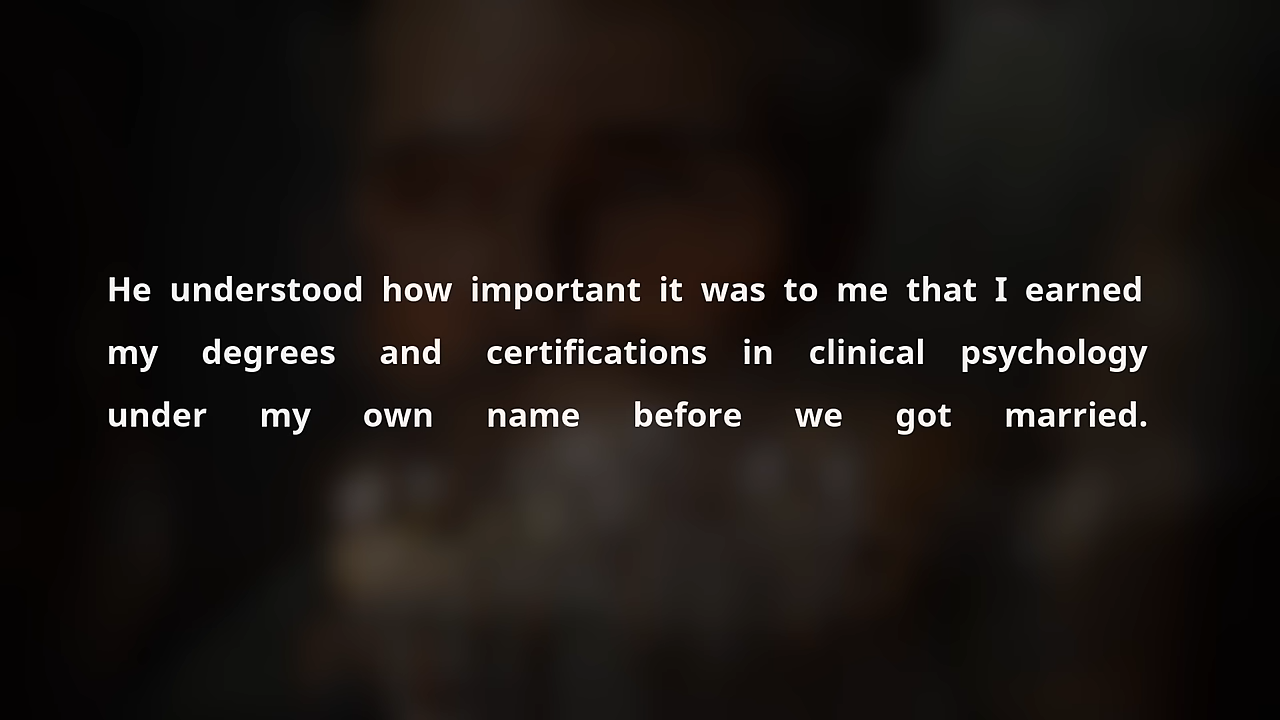 He understood how important it was to me that I earned
my degrees and certifications in clinical psychology
under my own name before we got married.